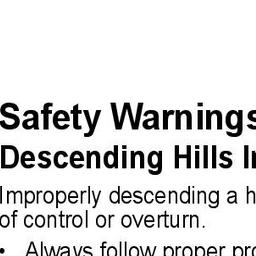 Safety Warnings
Descending Hills
Improperly descending a
of control or overturn.
• Always follow proper